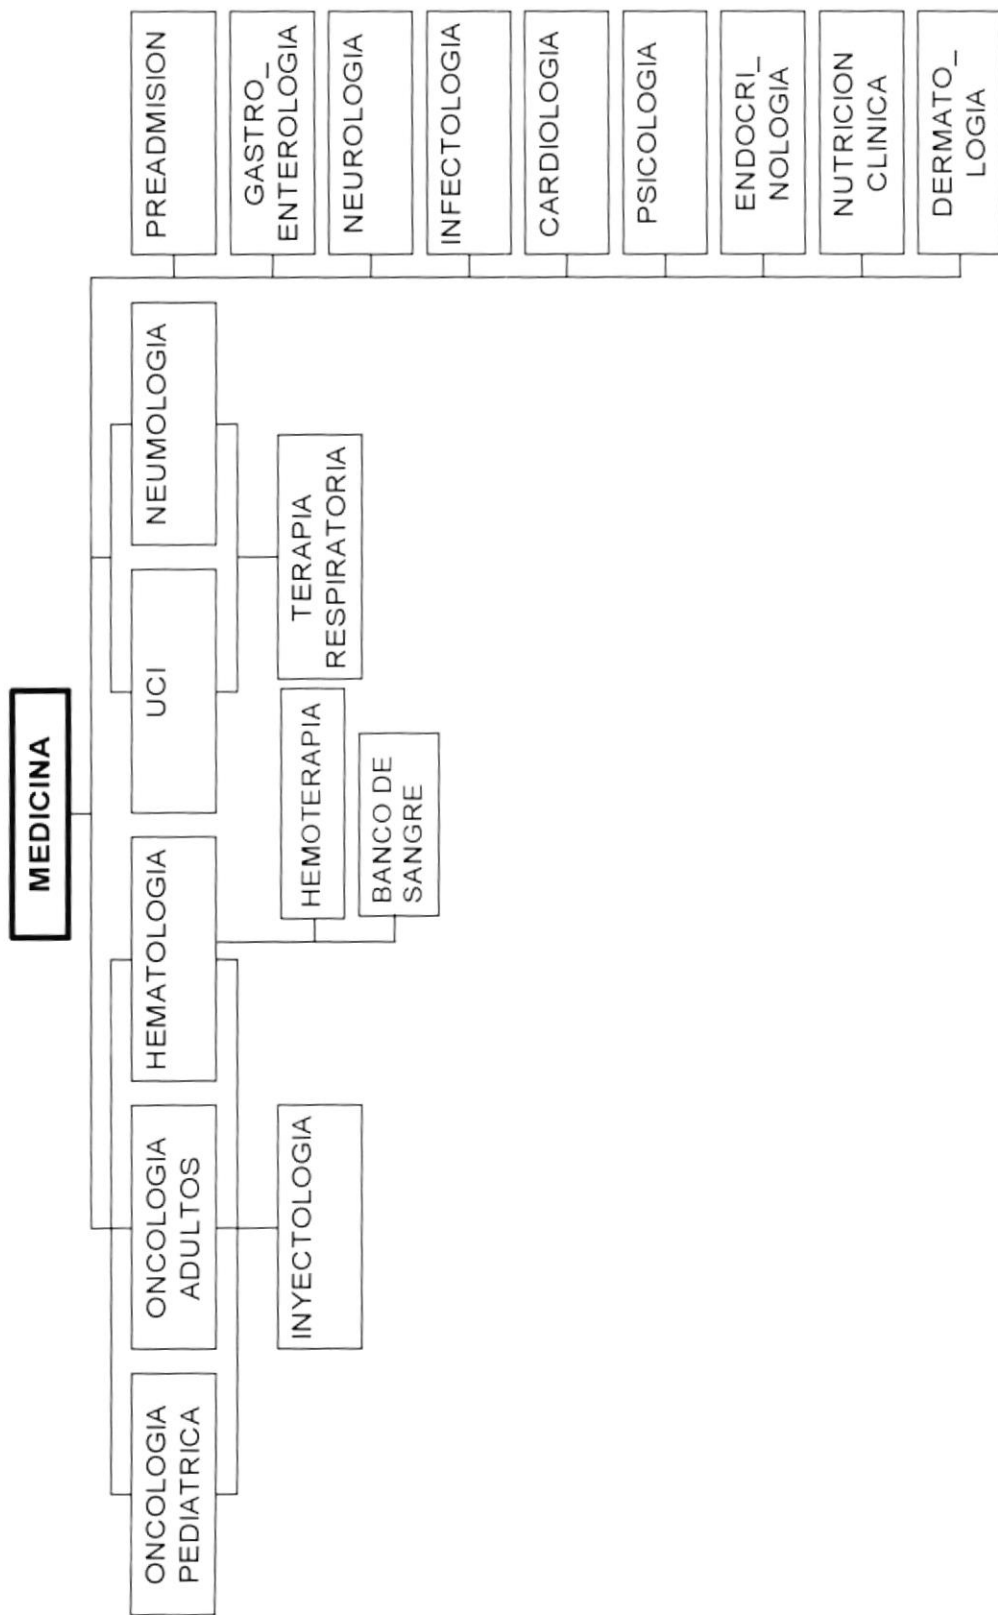 MEDICINA
ONCOLOGIA
PEDIATRICA
ONCOLOGIA
ADULTOS
HEMATOLOGIA
UCI
NEUMOLOGIA
INYECTOLOGIA
HEMOTERAPIA
BANCO DE
SANGRE
TERAPIA
RESPIRATORIA
PREADMISION
GASTRO_
ENTEROLOGIA
NEUROLOGIA
INFECTOLOGIA
CARDIOLOGIA
PSICOLOGIA
ENDOCRI_
NOLOGIA
NUTRICION
CLINICA
DERMATO_
LOGIA